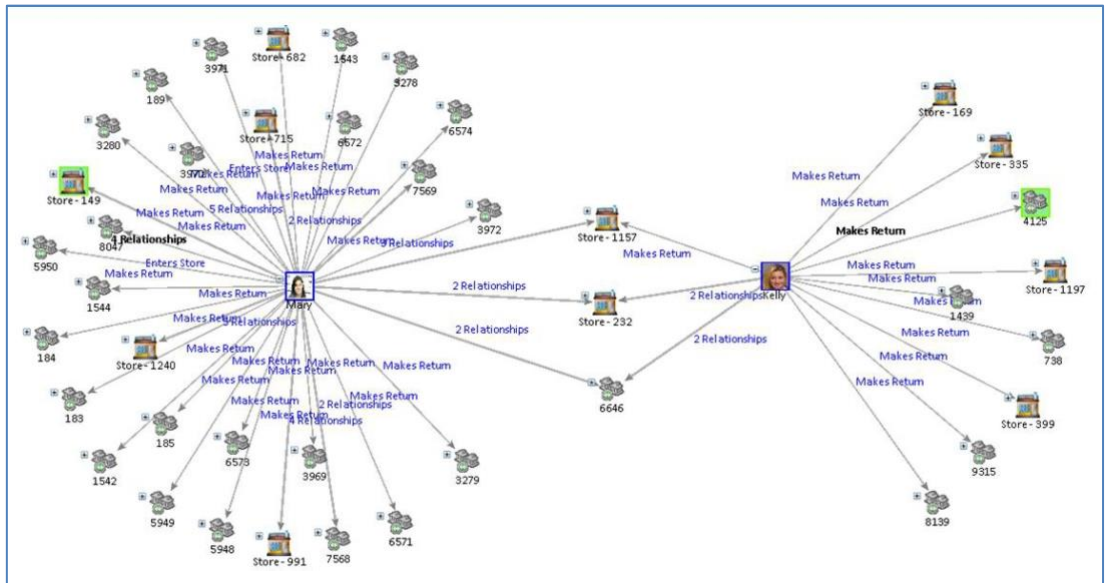 Store - 682
1643
3971
3278
189
Store - 169
6574
Store - 715
6672
3280
Store - 335
Makes Return
3970
Enters Store
Makes Return
Makes Return
7569
Makes Return
Makes Return
Makes Return
Makes Return
Store - 149
5 Relationships
3972
4125
Makes Return
2 Relationships
Makes Return
Store - 1157
Makes Return
8047
4 Relationships
Makes Return
3 Relationships
Makes Return
5950
Enters Store
Makes Return
Makes Return
Store - 1197
Makes Return
1544
Makes Return
2 Relationships
2 Relationships
Makes Return
Mary
Store - 232
Kelly
1439
Makes Return
3 Relationships
2 Relationships
Makes Return
184
2 Relationships
738
Makes Return
Makes Return
Store - 1240
Makes Return
Makes Return
Makes Return
Makes Return
Makes Return
Makes Return
6646
183
Makes Return
Makes Return
2 Relationships
Store - 399
Makes Return
4 Relationships
185
6573
3969
3279
9315
1542
5949
6571
8139
5948
Store - 991
7568